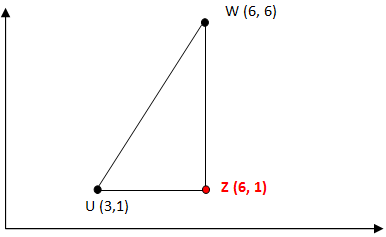 W (6, 6)
Z (6, 1)
U (3,1)